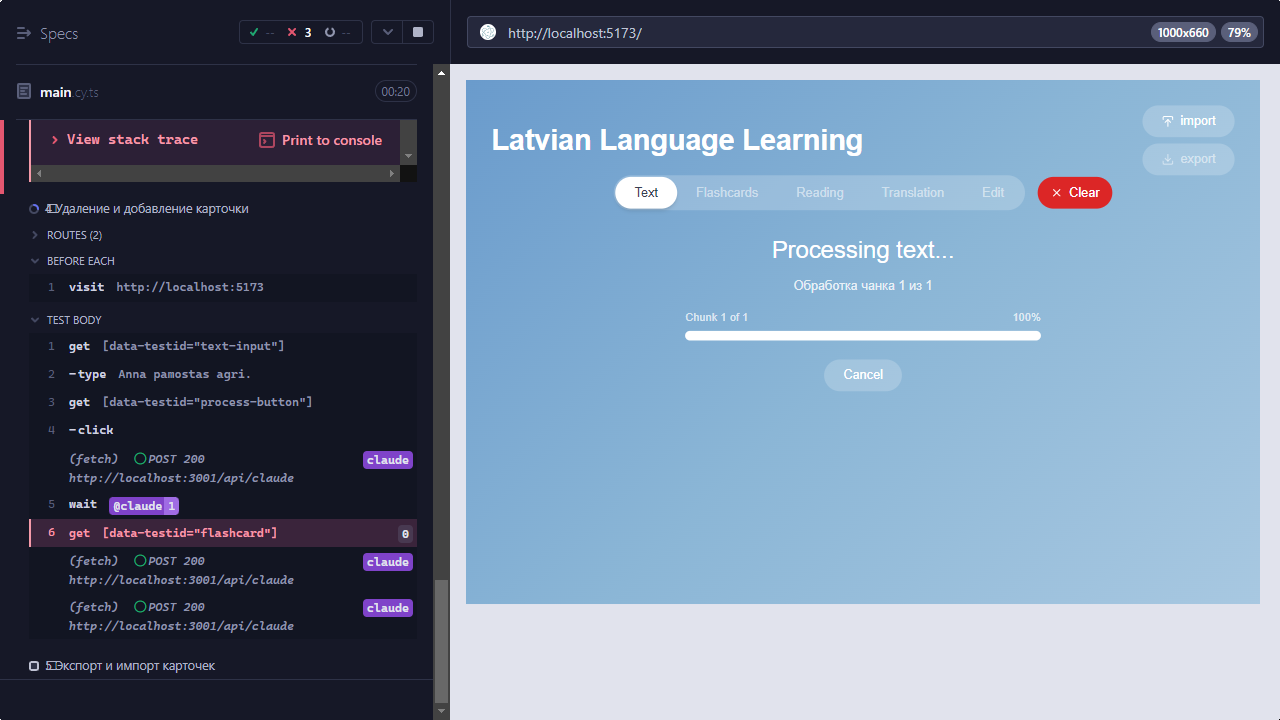 Specs
-- 3 --
main.cy.ts 00:20
View stack trace Print to console
Удаление и добавление карточки
ROUTES (2)
BEFORE EACH
1 visit http://localhost:5173
TEST BODY
1 get [data-testid="text-input"]
2 -type Anna pamostas agri.
3 get [data-testid="process-button"]
4 -click
(fetch) POST 200 claude
http://localhost:3001/api/claude
5 wait @claude 1
6 get [data-testid="flashcard"] 0
(fetch) POST 200 claude
http://localhost:3001/api/claude
(fetch) POST 200 claude
http://localhost:3001/api/claude
5. Экспорт и импорт карточек
http://localhost:5173/ 1000x660 79%
import
Latvian Language Learning
export
Text Flashcards Reading Translation Edit Clear
Processing text...
Обработка чанка 1 из 1
Chunk 1 of 1 100%
Cancel